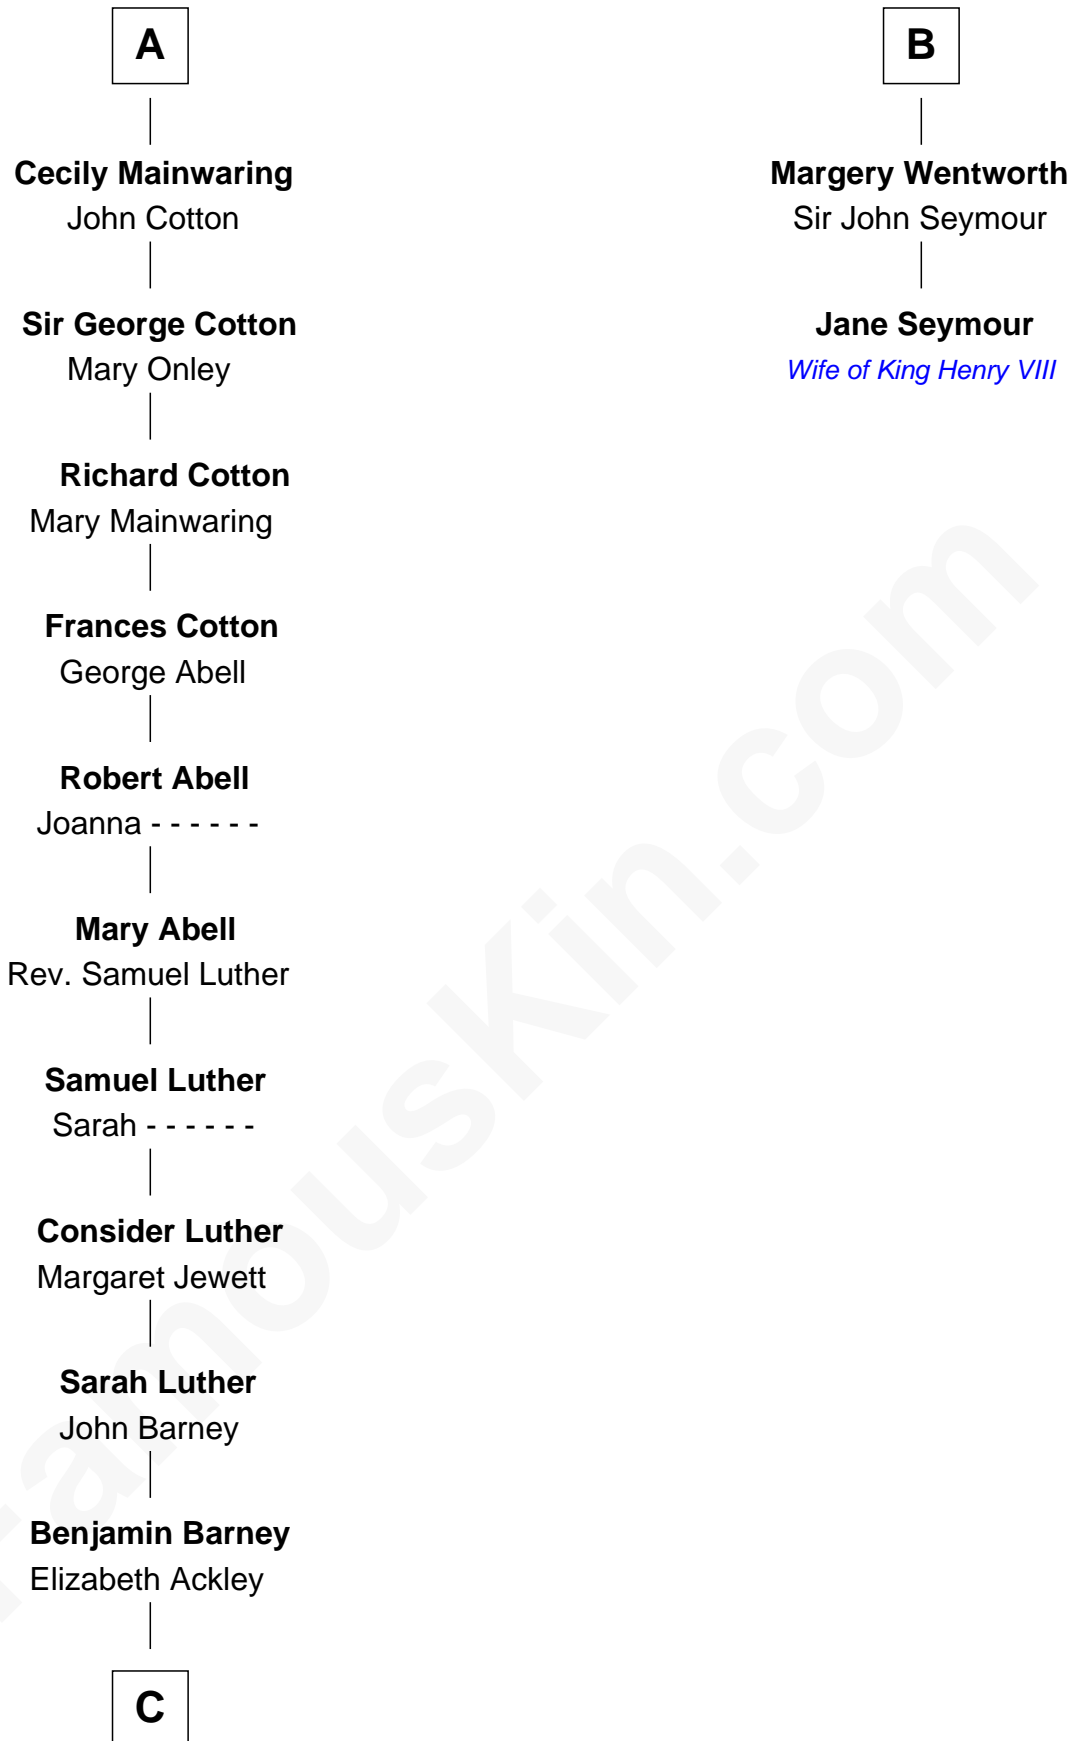 A
Cecily Mainwaring
John Cotton
Sir George Cotton
Mary Onley
Richard Cotton
Mary Mainwaring
Frances Cotton
George Abell
Robert Abell
Joanna - - - - - -
Mary Abell
Rev. Samuel Luther
Samuel Luther
Sarah - - - - - -
Consider Luther
Margaret Jewett
Sarah Luther
John Barney
Benjamin Barney
Elizabeth Ackley
C
B
Margery Wentworth
Sir John Seymour
Jane Seymour
Wife of King Henry VIII
FamousKin.com